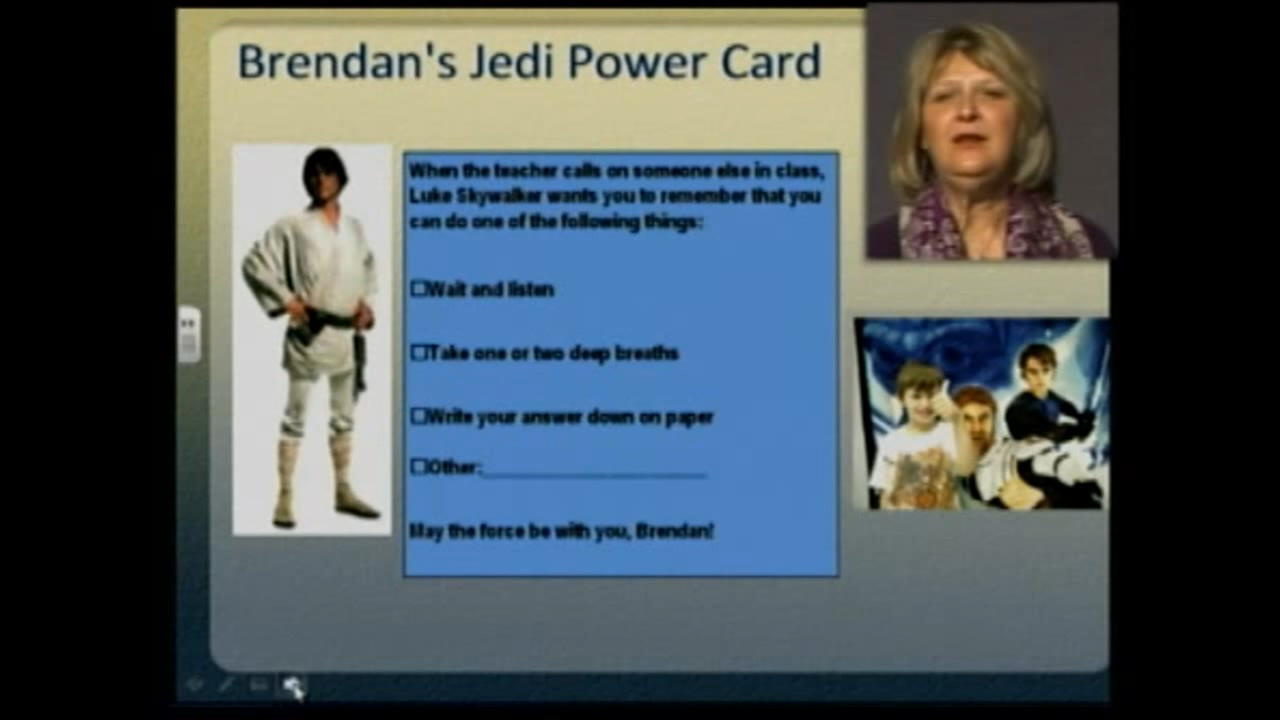 Brendan's Jedi Power Card
When the teacher calls on someone else in class,
Luke Skywalker wants you to remember that you
can do one of the following things:
☐Wait and listen
☐Take one or two deep breaths
☐Write your answer down on paper
☐Other:_________________________
May the force be with you, Brendan!